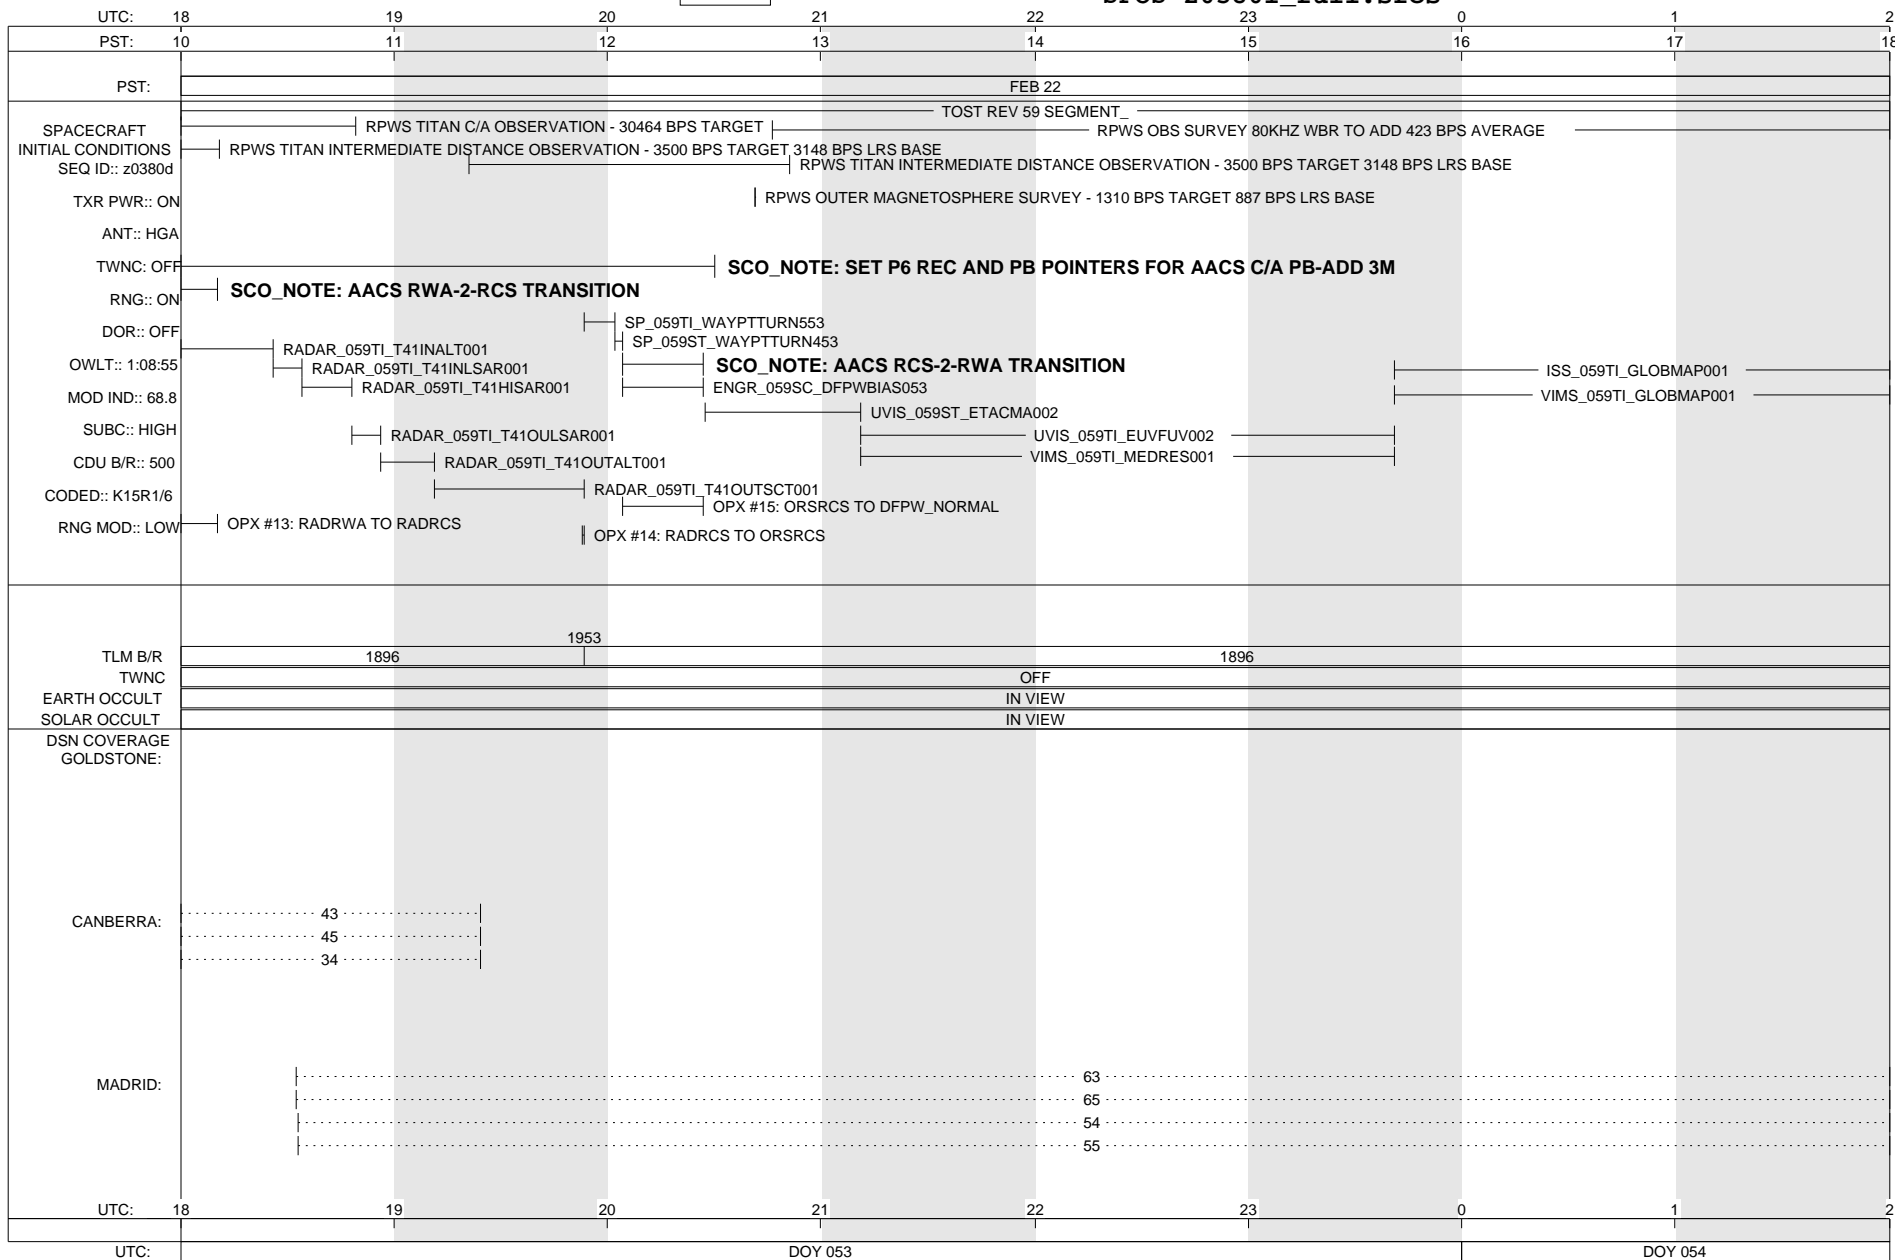 UTC: 18 19 20 21 22 23 0 1 2
PST: 10 11 12 13 14 15 16 17 18
PST: FEB 22
TOST REV 59 SEGMENT_
SPACECRAFT
INITIAL CONDITIONS
SEQ ID:: z0380d
TXR PWR:: ON
ANT:: HGA
TWNC: OFF
RNG:: ON
DOR:: OFF
OWLT:: 1:08:55
MOD IND:: 68.8
SUBC:: HIGH
CDU B/R:: 500
CODED:: K15R1/6
RNG MOD:: LOW
RPWS TITAN C/A OBSERVATION - 30464 BPS TARGET
RPWS OBS SURVEY 80KHZ WBR TO ADD 423 BPS AVERAGE
RPWS TITAN INTERMEDIATE DISTANCE OBSERVATION - 3500 BPS TARGET 3148 BPS LRS BASE
RPWS TITAN INTERMEDIATE DISTANCE OBSERVATION - 3500 BPS TARGET 3148 BPS LRS BASE
RPWS OUTER MAGNETOSPHERE SURVEY - 1310 BPS TARGET 887 BPS LRS BASE
SCO_NOTE: SET P6 REC AND PB POINTERS FOR AACS C/A PB-ADD 3M
SCO_NOTE: AACS RWA-2-RCS TRANSITION
SP_059TI_WAYPTTURN553
SP_059ST_WAYPTTURN453
RADAR_059TI_T41INALT001
SCO_NOTE: AACS RCS-2-RWA TRANSITION
RADAR_059TI_T41INLSAR001
ISS_059TI_GLOBMAP001
RADAR_059TI_T41HISAR001
ENGR_059SC_DFPWBIAS053
VIMS_059TI_GLOBMAP001
UVIS_059ST_ETACMA002
RADAR_059TI_T41OULSAR001
UVIS_059TI_EUVFUV002
VIMS_059TI_MEDRES001
RADAR_059TI_T41OUTALT001
RADAR_059TI_T41OUTSCT001
OPX #15: ORSRCS TO DFPW_NORMAL
OPX #13: RADRWA TO RADRCS
OPX #14: RADRCS TO ORSRCS
1953
TLM B/R 1896 1896
TWNC OFF
EARTH OCCULT IN VIEW
SOLAR OCCULT IN VIEW
DSN COVERAGE
GOLDSTONE:
CANBERRA:
43
45
34
MADRID:
63
65
54
55
UTC: 18 19 20 21 22 23 0 1 2
UTC: DOY 053 DOY 054